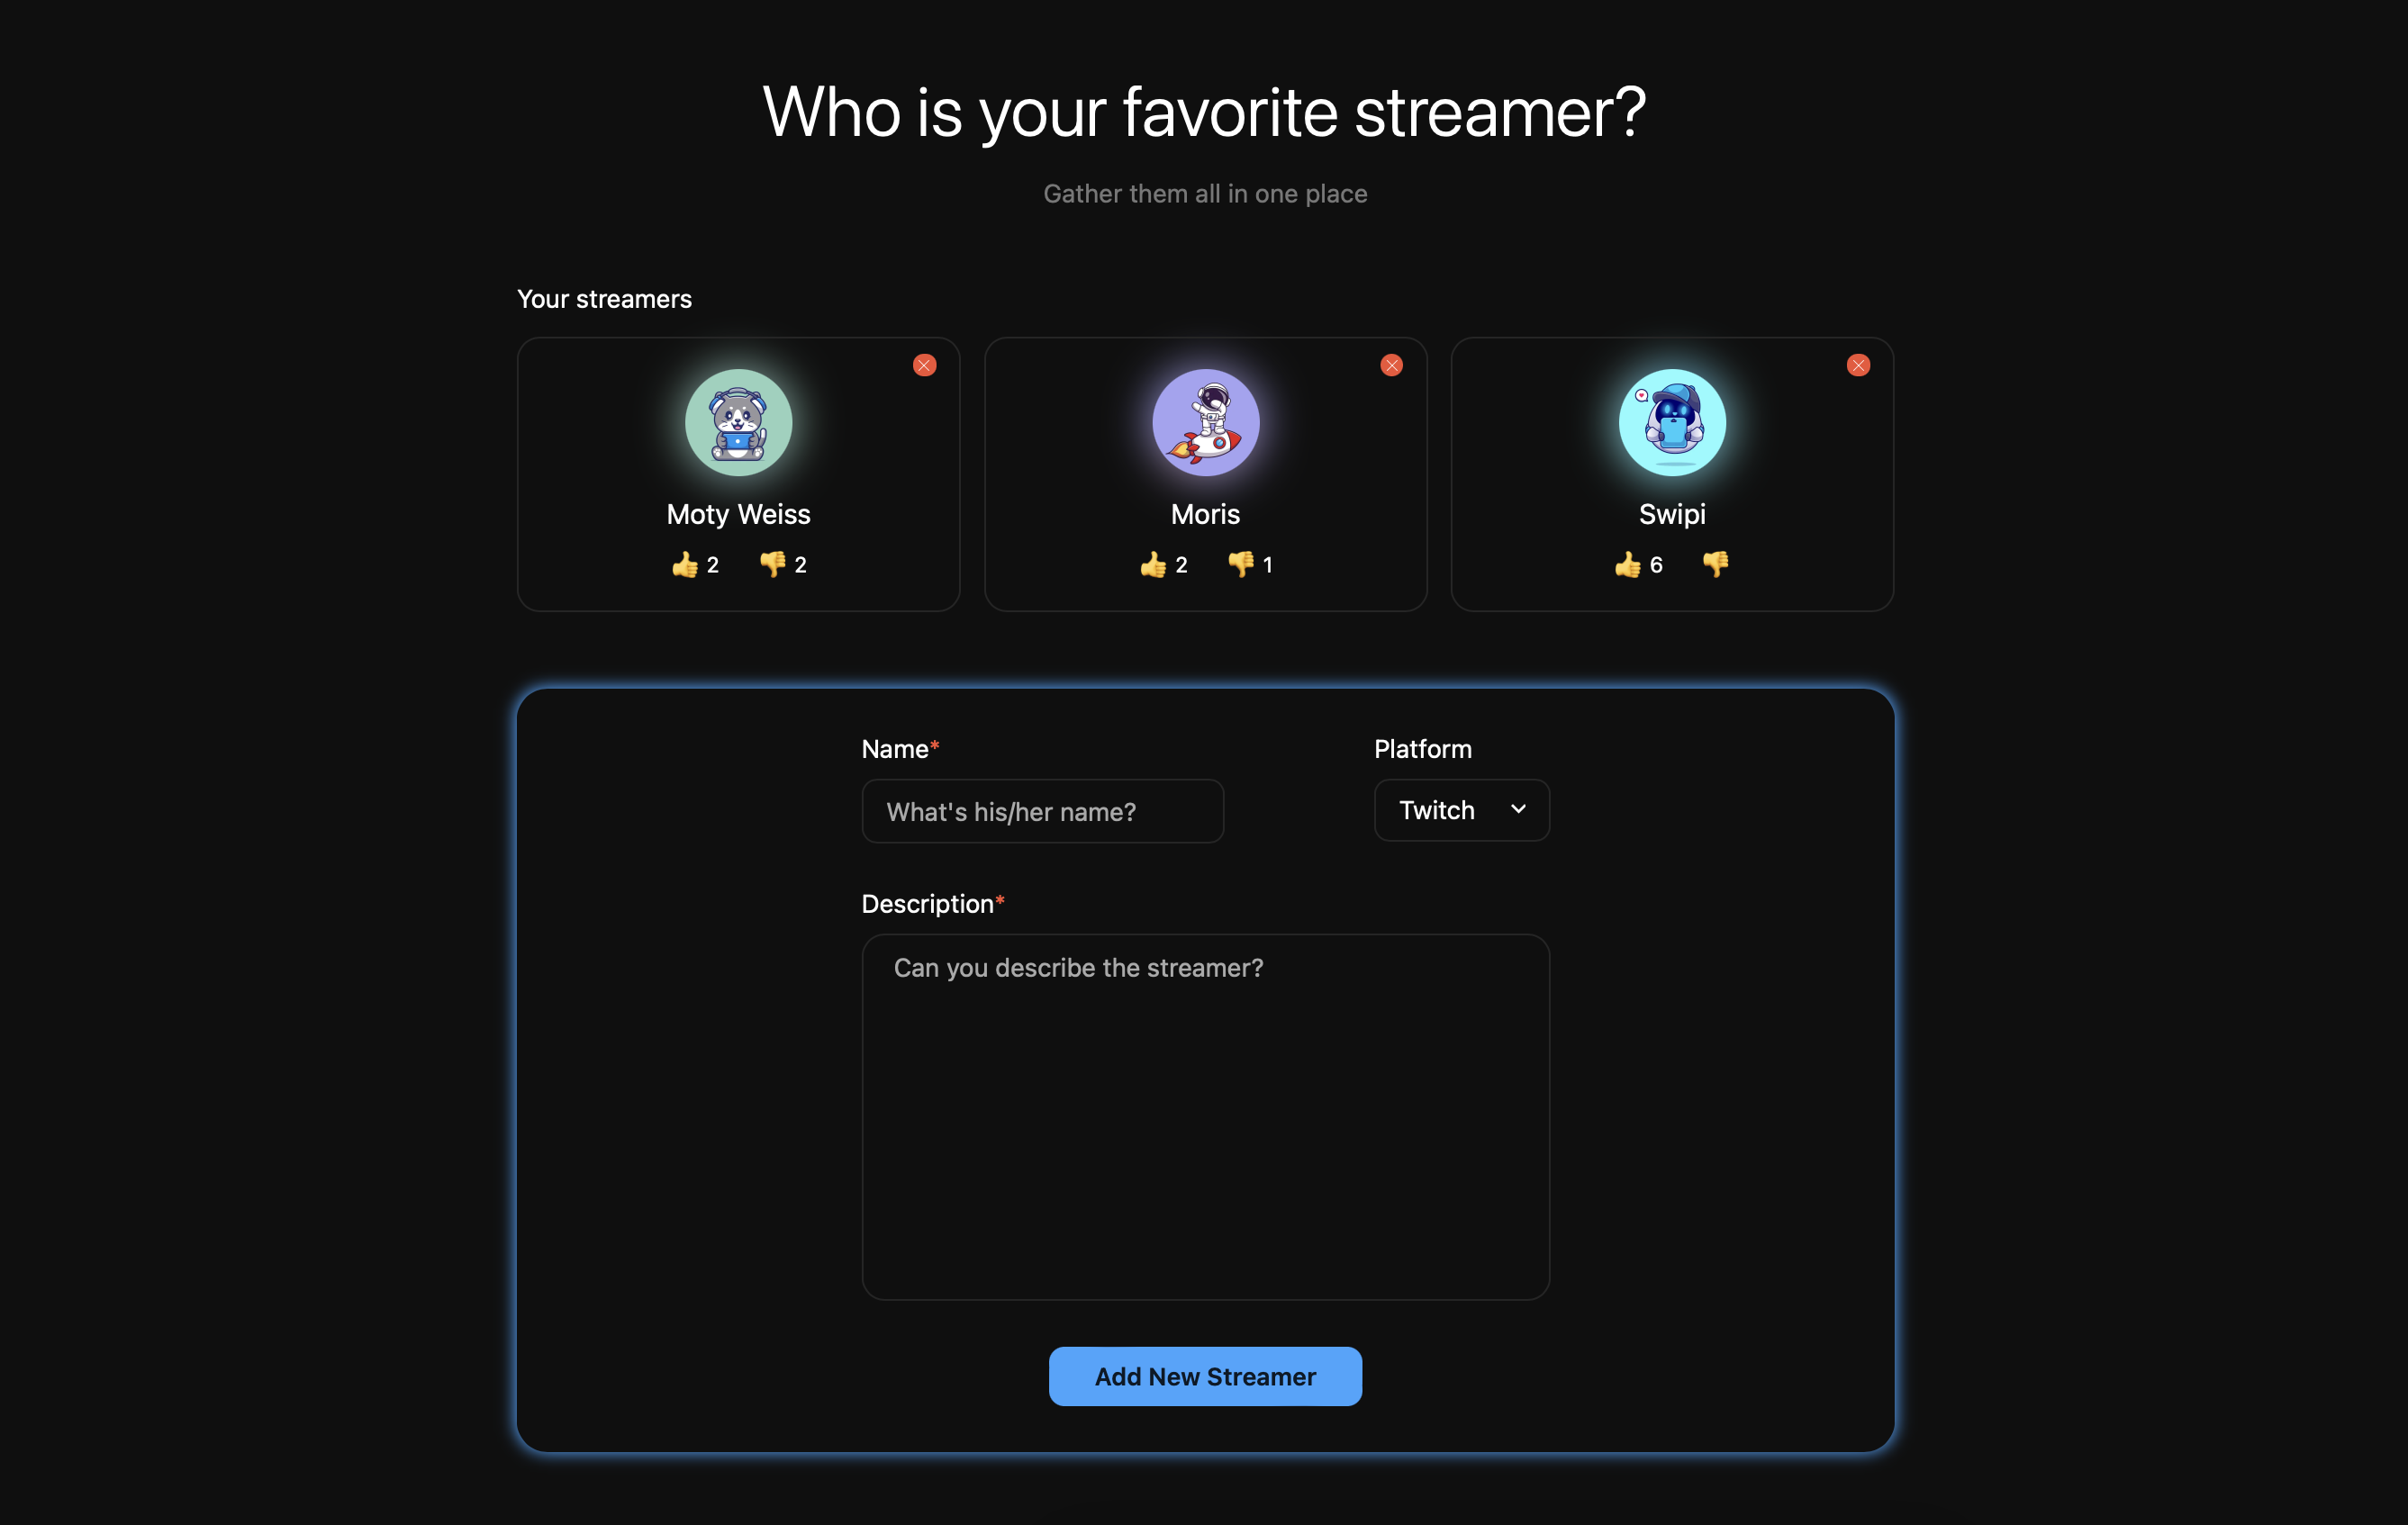 Who is your favorite streamer?
Gather them all in one place
Your streamers
Moty Weiss
👍 2 👎 2
Moris
👍 2 👎 1
Swipi
👍 6 👎
Name* Platform
What's his/her name? Twitch
Description*
Can you describe the streamer?
Add New Streamer